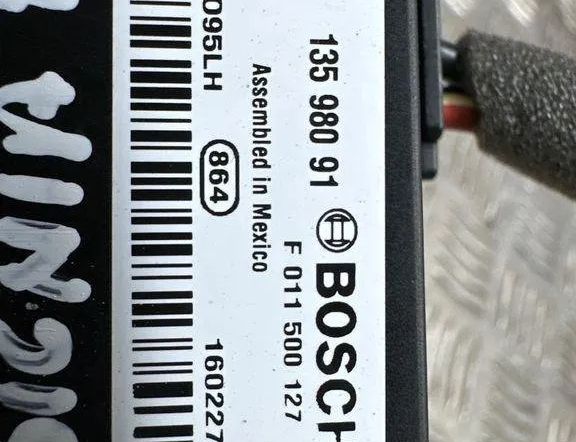 135 980 91
BOSCH
F 011 500 127
Assembled in Mexico
095LH
864
160227